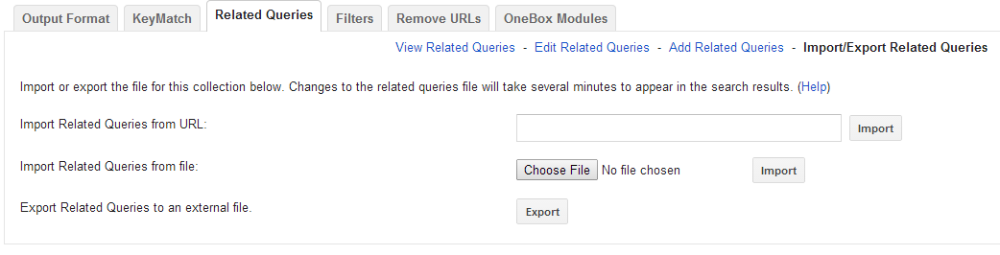 Output Format KeyMatch Related Queries Filters Remove URLs OneBox Modules
View Related Queries - Edit Related Queries - Add Related Queries - Import/Export Related Queries
Import or export the file for this collection below. Changes to the related queries file will take several minutes to appear in the search results. (Help)
Import Related Queries from URL: Import
Import Related Queries from file: Choose File No file chosen Import
Export Related Queries to an external file. Export